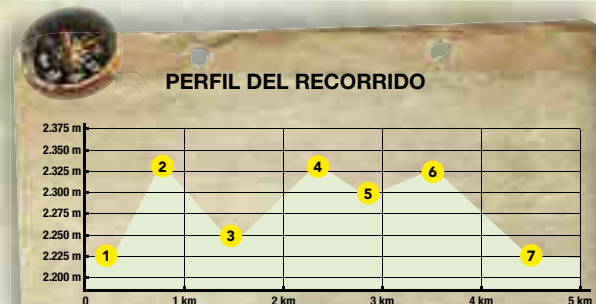 PERFIL DEL RECORRIDO
2.375 m
2.350 m
2.325 m
2.300 m
2.275 m
2.250 m
2.225 m
2.200 m
1
2
3
4
5
6
7
0 1 km 2 km 3 km 4 km 5 km